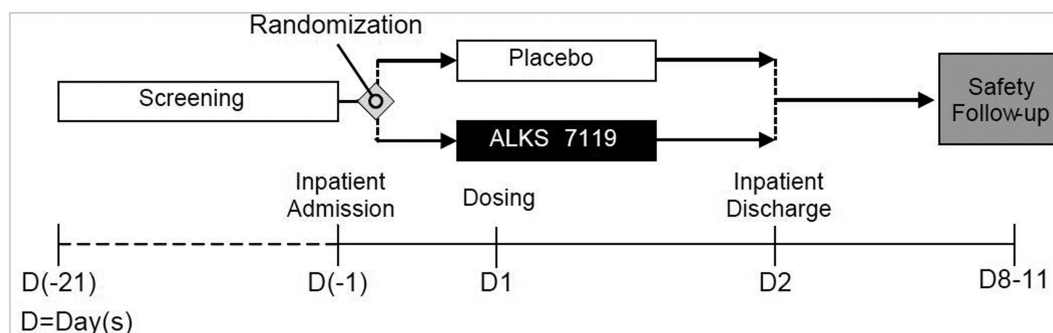 Randomization
Screening
Placebo
ALKS 7119
Safety
Follow-up
Inpatient
Admission
Dosing
Inpatient
Discharge
D(-21)
D(-1)
D1
D2
D8-11
D=Day(s)